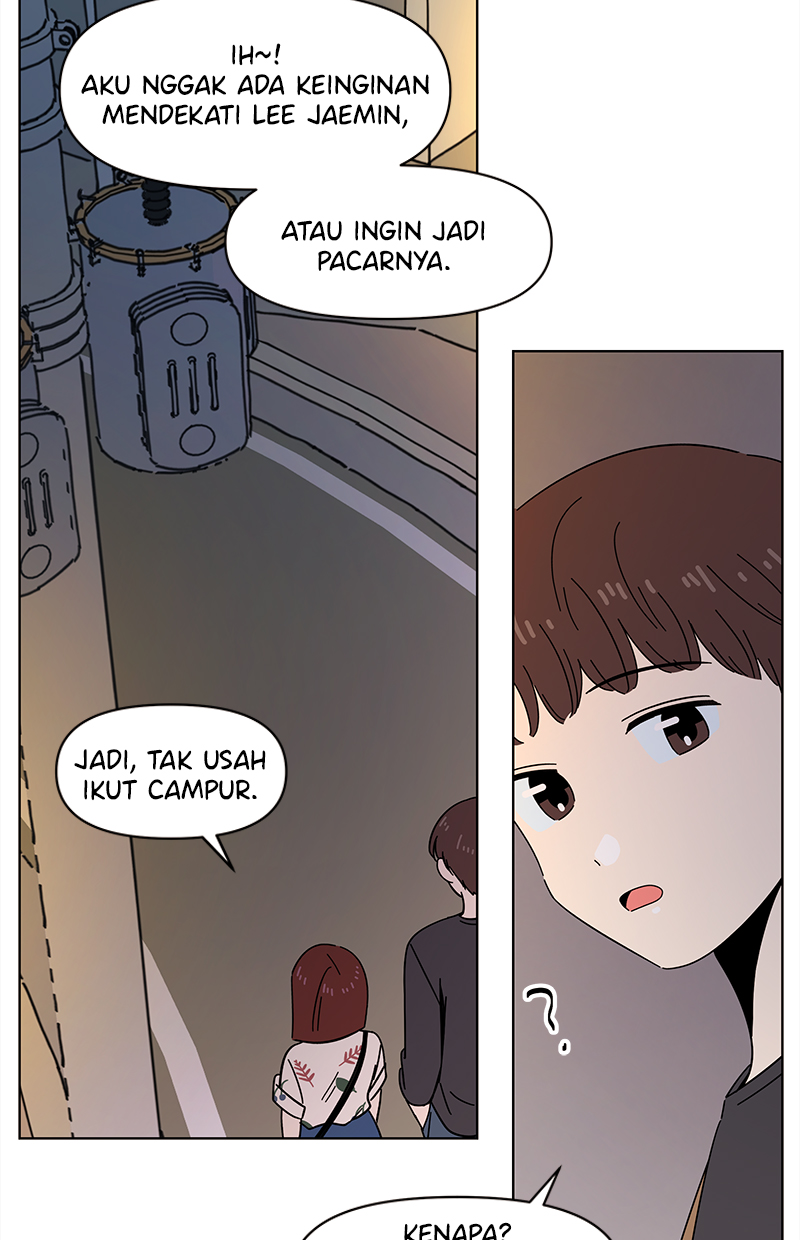 IH~!
AKU NGGAK ADA KEINGINAN
MENDEKATI LEE JAEMIN,
ATAU INGIN JADI
PACARNYA.
JADI, TAK USAH
IKUT CAMPUR.
?
KENAPA?